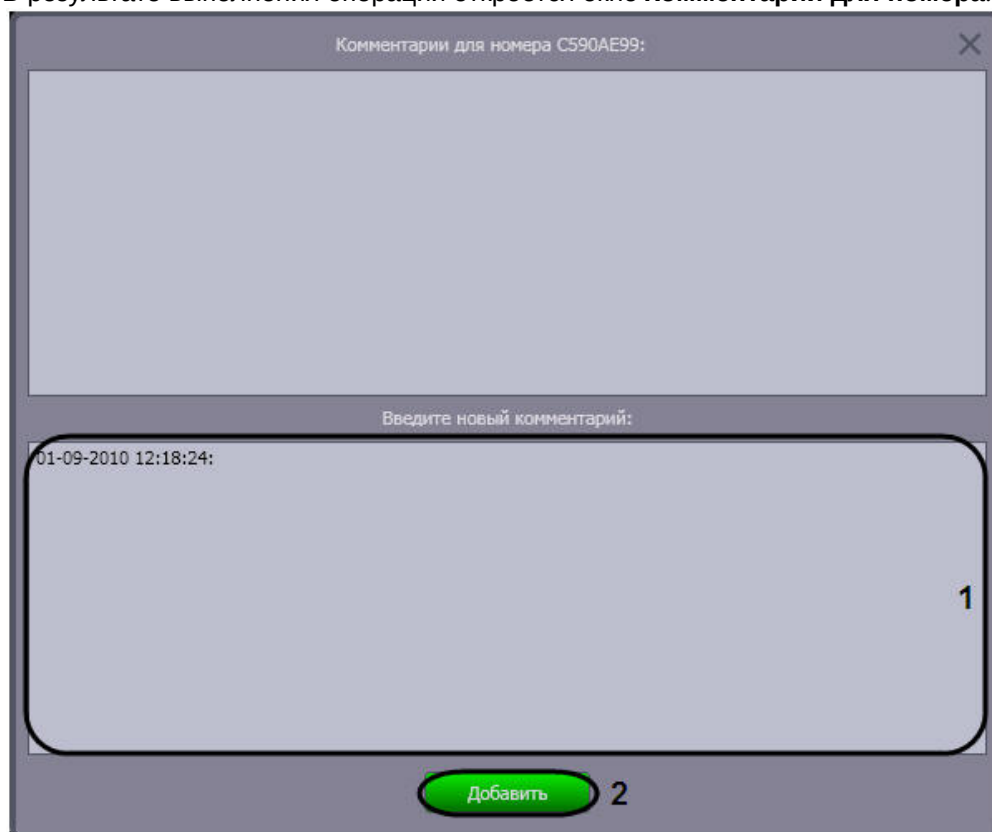 В результате выполнения операции откроется окно Комментарии для номера.
Комментарии для номера C590AE99:
Введите новый комментарий:
01-09-2010 12:18:24:
1
Добавить 2